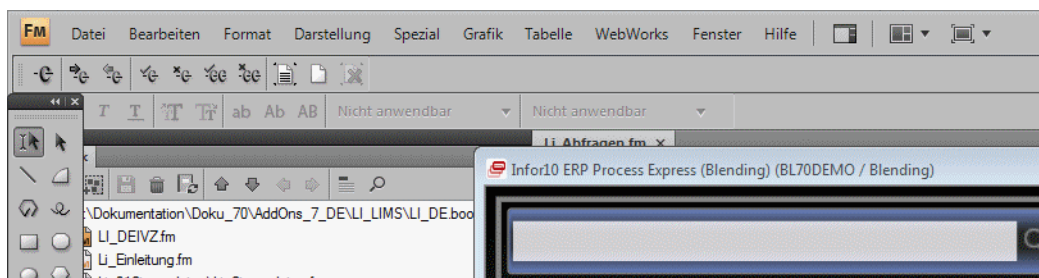 FM Datei Bearbeiten Format Darstellung Spezial Grafik Tabelle WebWorks Fenster Hilfe
T T T Tr ab Ab AB Nicht anwendbar Nicht anwendbar
Li_Abfragen.fm ×
Infor10 ERP Process Express (Blending) (BL70DEMO / Blending)
:\Dokumentation\Doku_70\AddOns_7_DE\LI_LIMS\LI_DE.boo
LI_DEIVZ.fm
Li_Einleitung.fm